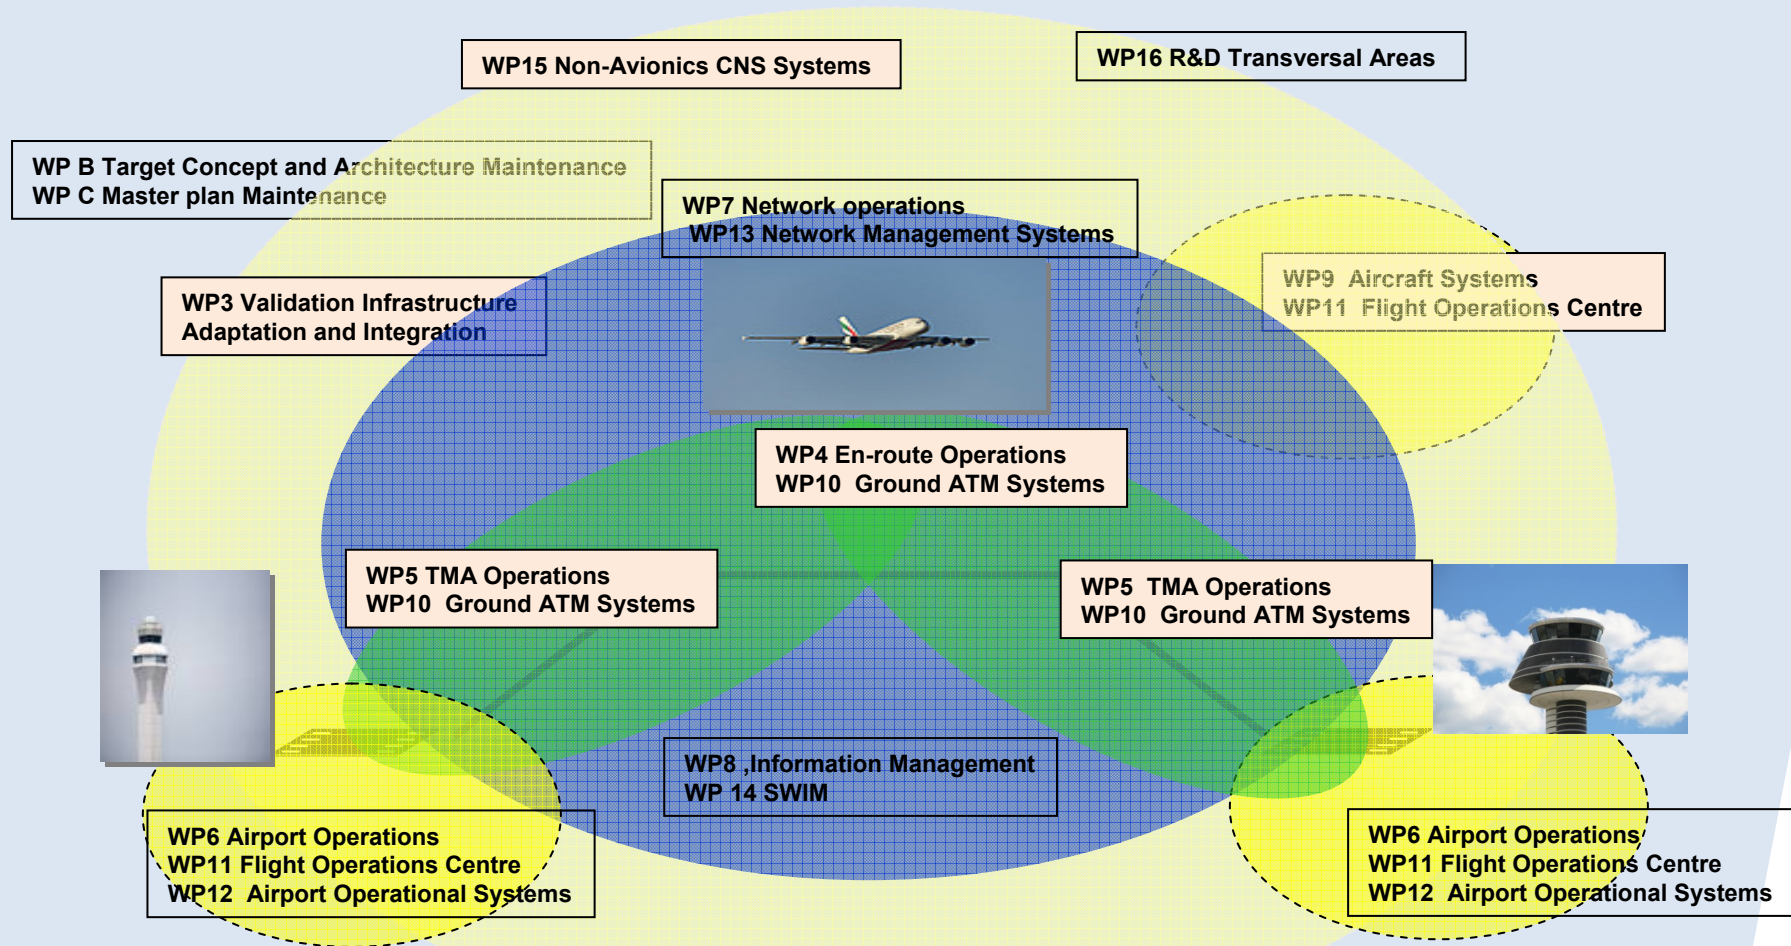 WP15 Non-Avionics CNS Systems
WP16 R&D Transversal Areas
WP B Target Concept and Architecture Maintenance
WP C Master plan Maintenance
WP7 Network operations
WP13 Network Management Systems
WP9 Aircraft Systems
WP11 Flight Operations Centre
WP3 Validation Infrastructure
Adaptation and Integration
WP4 En-route Operations
WP10 Ground ATM Systems
WP5 TMA Operations
WP10 Ground ATM Systems
WP5 TMA Operations
WP10 Ground ATM Systems
WP8 ,Information Management
WP 14 SWIM
WP6 Airport Operations
WP11 Flight Operations Centre
WP12 Airport Operational Systems
WP6 Airport Operations
WP11 Flight Operations Centre
WP12 Airport Operational Systems